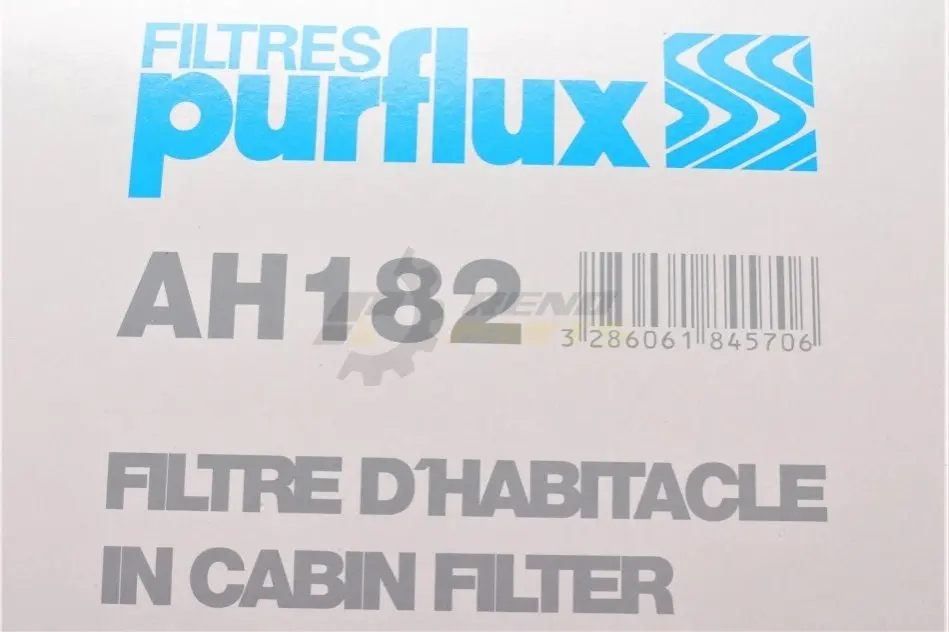 FILTRES
purflux
AH182
3 286061 845706
FILTRE D'HABITACLE
IN CABIN FILTER